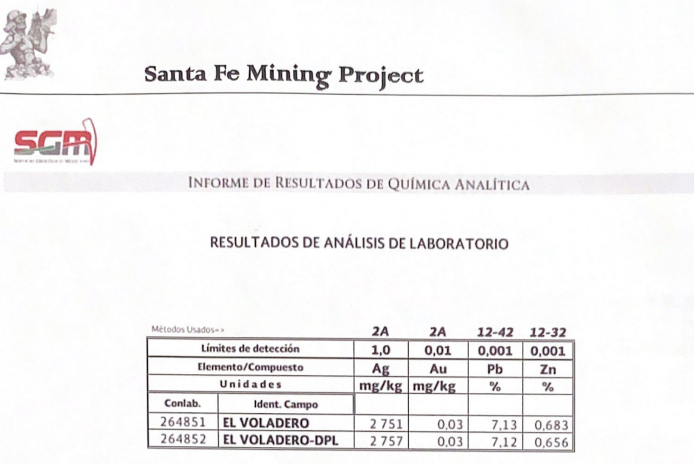 Santa Fe Mining Project
SGM
INFORME DE RESULTADOS DE QUÍMICA ANALÍTICA
RESULTADOS DE ANÁLISIS DE LABORATORIO
Métodos Usados=> 2A 2A 12-42 12-32
Límites de detección 1,0 0,01 0,001 0,001
Elemento/Compuesto Ag Au Pb Zn
Unidades mg/kg mg/kg % %
Conlab. Ident. Campo
264851 EL VOLADERO 2 751 0,03 7,13 0,683
264852 EL VOLADERO-DPL 2 757 0,03 7,12 0,656